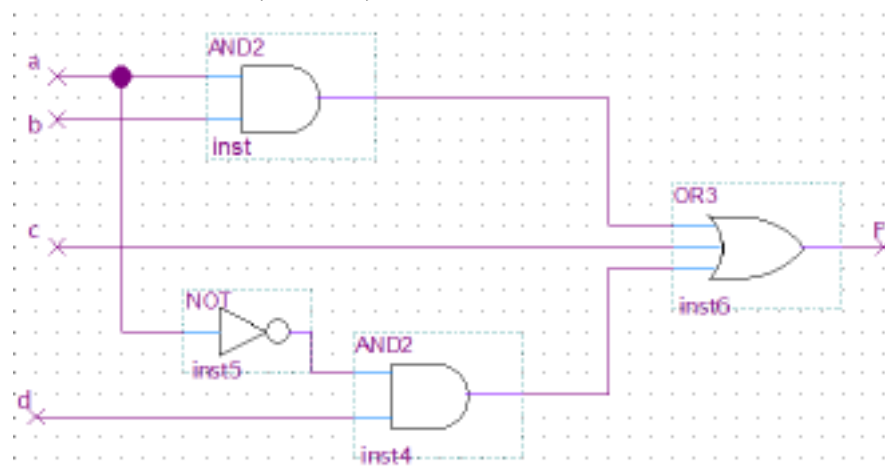 AND2
a
b
inst
OR3
c
F
inst6
NOT
inst5
AND2
d
inst4